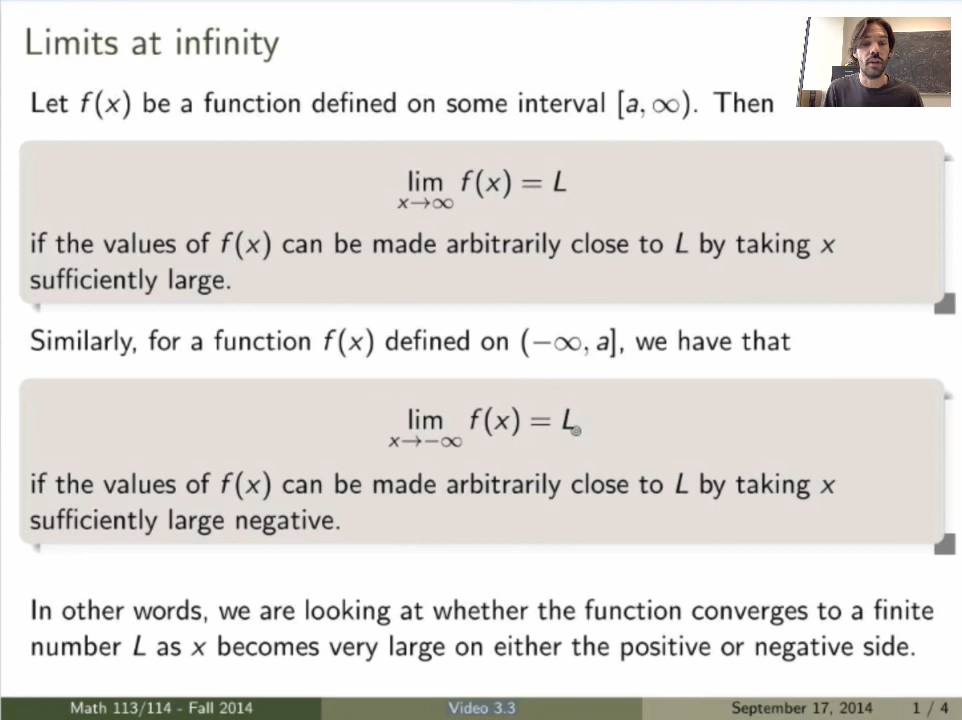 Limits at infinity
Let f(x) be a function defined on some interval [a, ∞). Then
lim f(x) = L
x→∞
if the values of f(x) can be made arbitrarily close to L by taking x
sufficiently large.
Similarly, for a function f(x) defined on (−∞, a], we have that
lim f(x) = L
x→−∞
if the values of f(x) can be made arbitrarily close to L by taking x
sufficiently large negative.
In other words, we are looking at whether the function converges to a finite
number L as x becomes very large on either the positive or negative side.
Math 113/114 - Fall 2014 Video 3.3 September 17, 2014 1 / 4